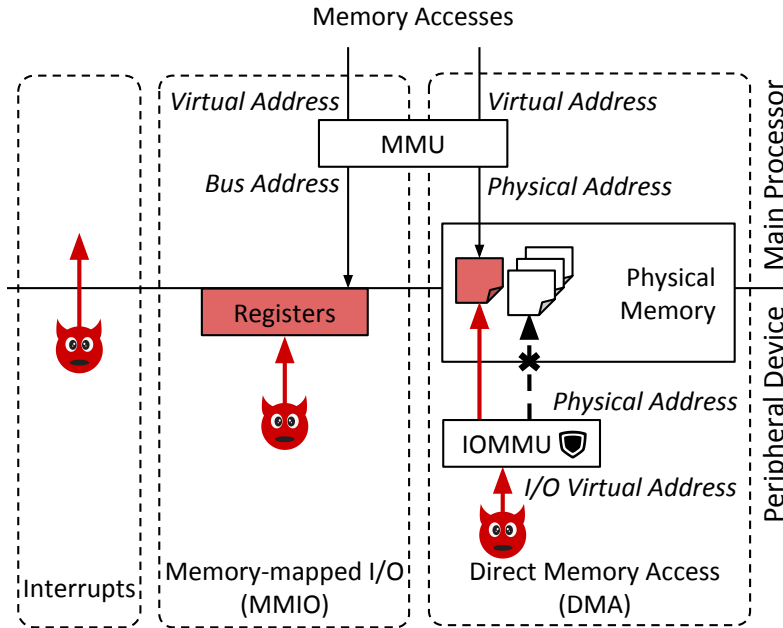 Memory Accesses
Virtual Address
Virtual Address
MMU
Bus Address
Physical Address
Main Processor
Physical
Memory
Registers
Peripheral Device
Physical Address
IOMMU
I/O Virtual Address
Interrupts
Memory-mapped I/O
(MMIO)
Direct Memory Access
(DMA)